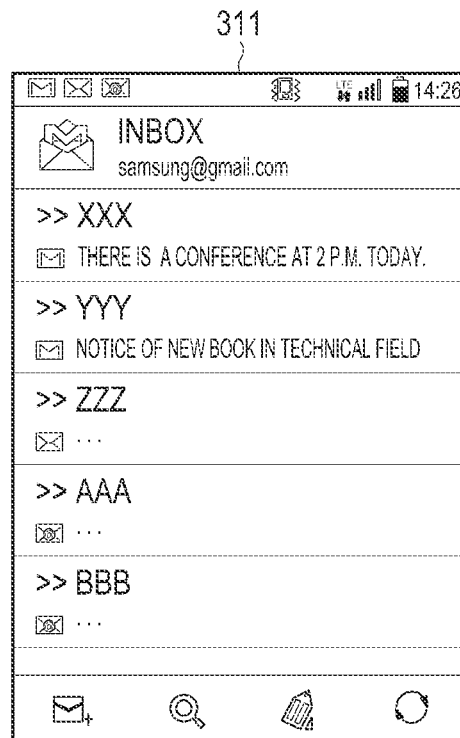 311
LTE 14:26
INBOX
samsung@gmail.com
>> XXX
THERE IS A CONFERENCE AT 2 P.M. TODAY.
>> YYY
NOTICE OF NEW BOOK IN TECHNICAL FIELD
>> ZZZ
...
>> AAA
...
>> BBB
...